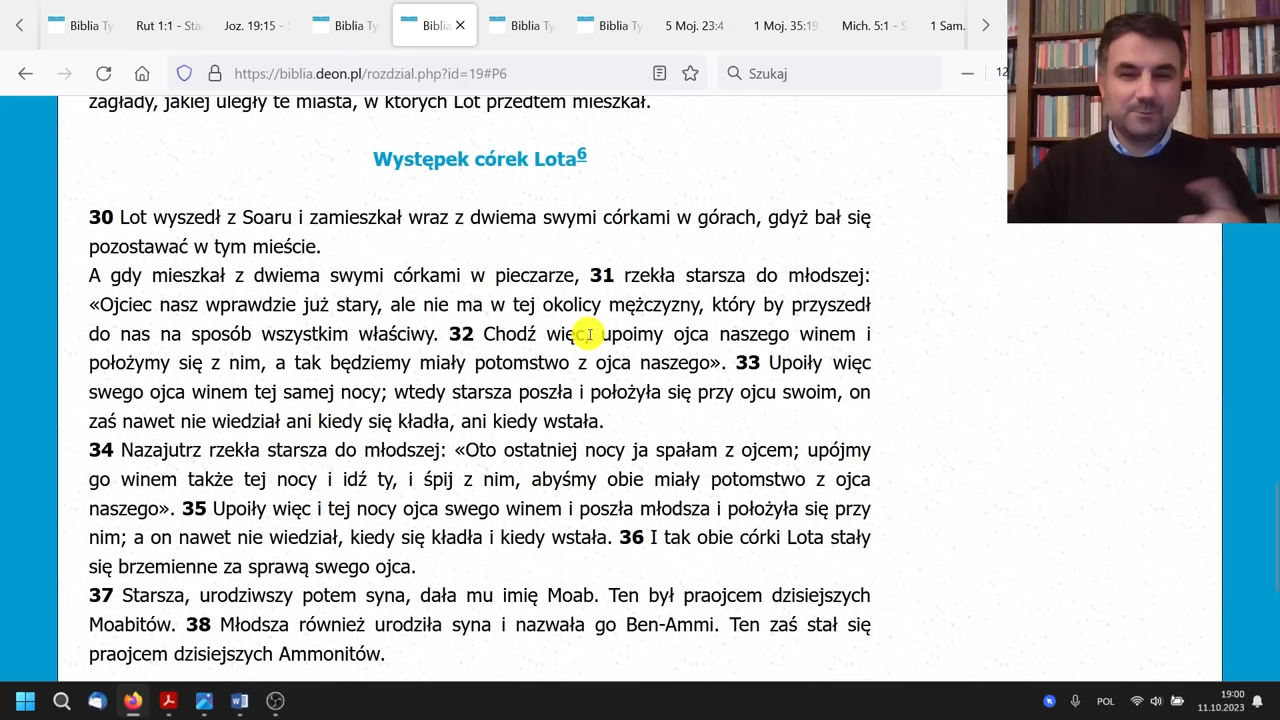 Biblia Ty
Rut 1:1 - Sta
Joz. 19:15 -
Biblia Ty
Biblia
Biblia Ty
Biblia Ty
5 Moj. 23:4
1 Moj. 35:19
Mich. 5:1 - S
1 Sam.
https://biblia.deon.pl/rozdzial.php?id=19#P6
Szukaj
12
zagłady, jakiej uległy te miasta, w których Lot przedtem mieszkał.
Występek córek Lota6
30 Lot wyszedł z Soaru i zamieszkał wraz z dwiema swymi córkami w górach, gdyż bał się
pozostawać w tym mieście.
A gdy mieszkał z dwiema swymi córkami w pieczarze, 31 rzekła starsza do młodszej:
«Ojciec nasz wprawdzie już stary, ale nie ma w tej okolicy mężczyzny, który by przyszedł
do nas na sposób wszystkim właściwy. 32 Chodź więc, upoimy ojca naszego winem i
położymy się z nim, a tak będziemy miały potomstwo z ojca naszego». 33 Upoiły więc
swego ojca winem tej samej nocy; wtedy starsza poszła i położyła się przy ojcu swoim, on
zaś nawet nie wiedział ani kiedy się kładła, ani kiedy wstała.
34 Nazajutrz rzekła starsza do młodszej: «Oto ostatniej nocy ja spałam z ojcem; upójmy
go winem także tej nocy i idź ty, i śpij z nim, abyśmy obie miały potomstwo z ojca
naszego». 35 Upoiły więc i tej nocy ojca swego winem i poszła młodsza i położyła się przy
nim; a on nawet nie wiedział, kiedy się kładła i kiedy wstała. 36 I tak obie córki Lota stały
się brzemienne za sprawą swego ojca.
37 Starsza, urodziwszy potem syna, dała mu imię Moab. Ten był praojcem dzisiejszych
Moabitów. 38 Młodsza również urodziła syna i nazwała go Ben-Ammi. Ten zaś stał się
praojcem dzisiejszych Ammonitów.
POL
19:00
11.10.2023